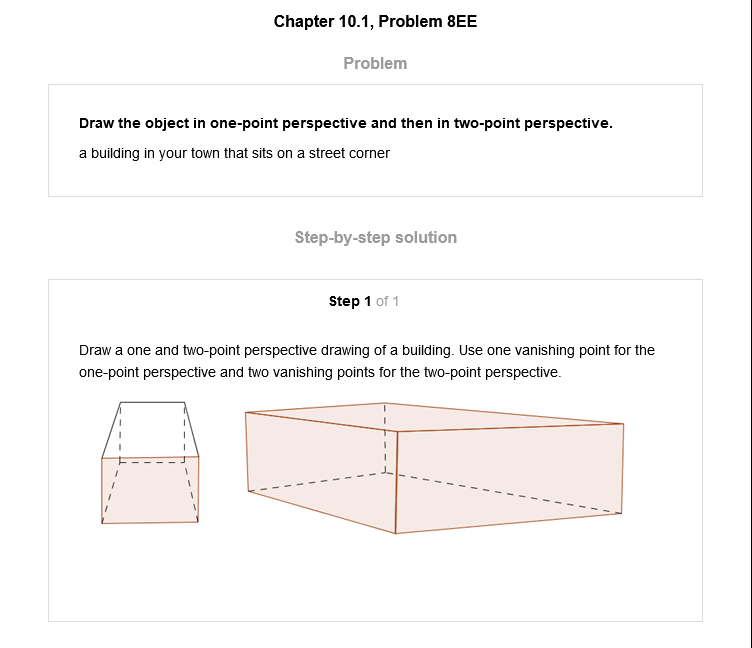 Chapter 10.1, Problem 8EE
Problem
Draw the object in one-point perspective and then in two-point perspective.
a building in your town that sits on a street corner
Step-by-step solution
Step 1 of 1
Draw a one and two-point perspective drawing of a building. Use one vanishing point for the
one-point perspective and two vanishing points for the two-point perspective.